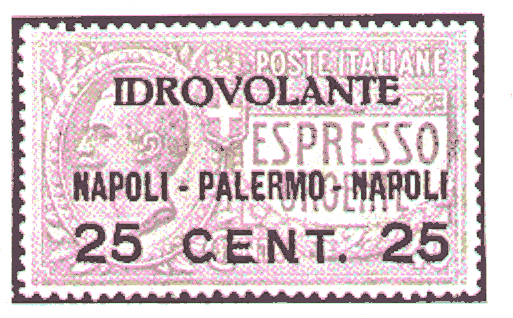 POSTE ITALIANE
IDROVOLANTE
ESPRESSO
NAPOLI - PALERMO - NAPOLI
25 CENT. 25